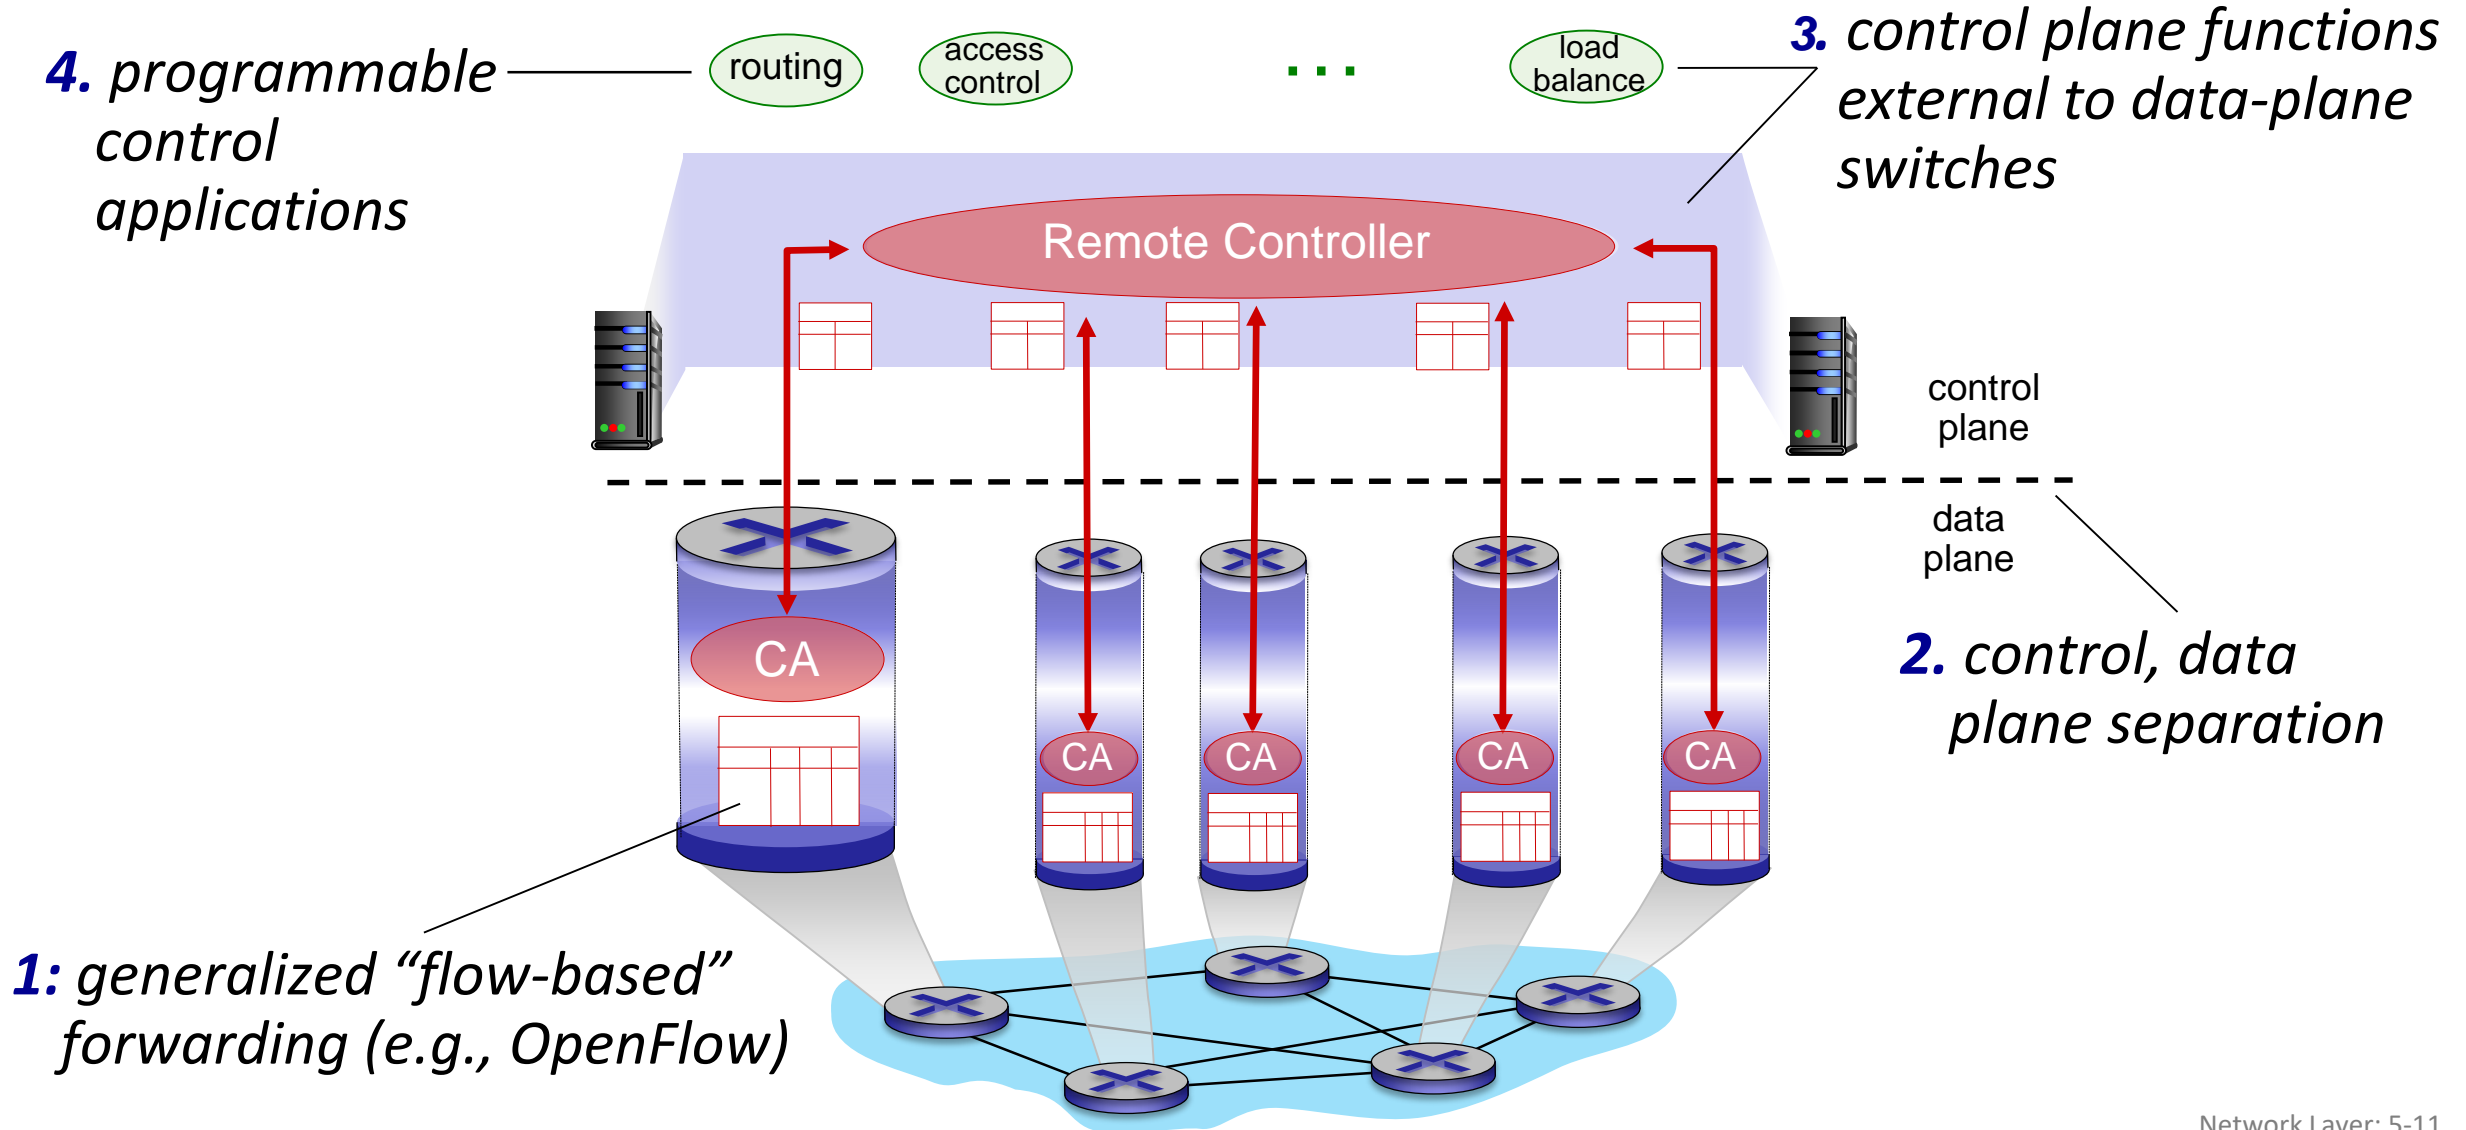 4. programmable
control
applications
routing
access
control
...
load
balance
3. control plane functions
external to data-plane
switches
Remote Controller
control
plane
data
plane
CA
CA
CA
CA
CA
2. control, data
plane separation
1: generalized “flow-based”
forwarding (e.g., OpenFlow)
Network Layer: 5-11